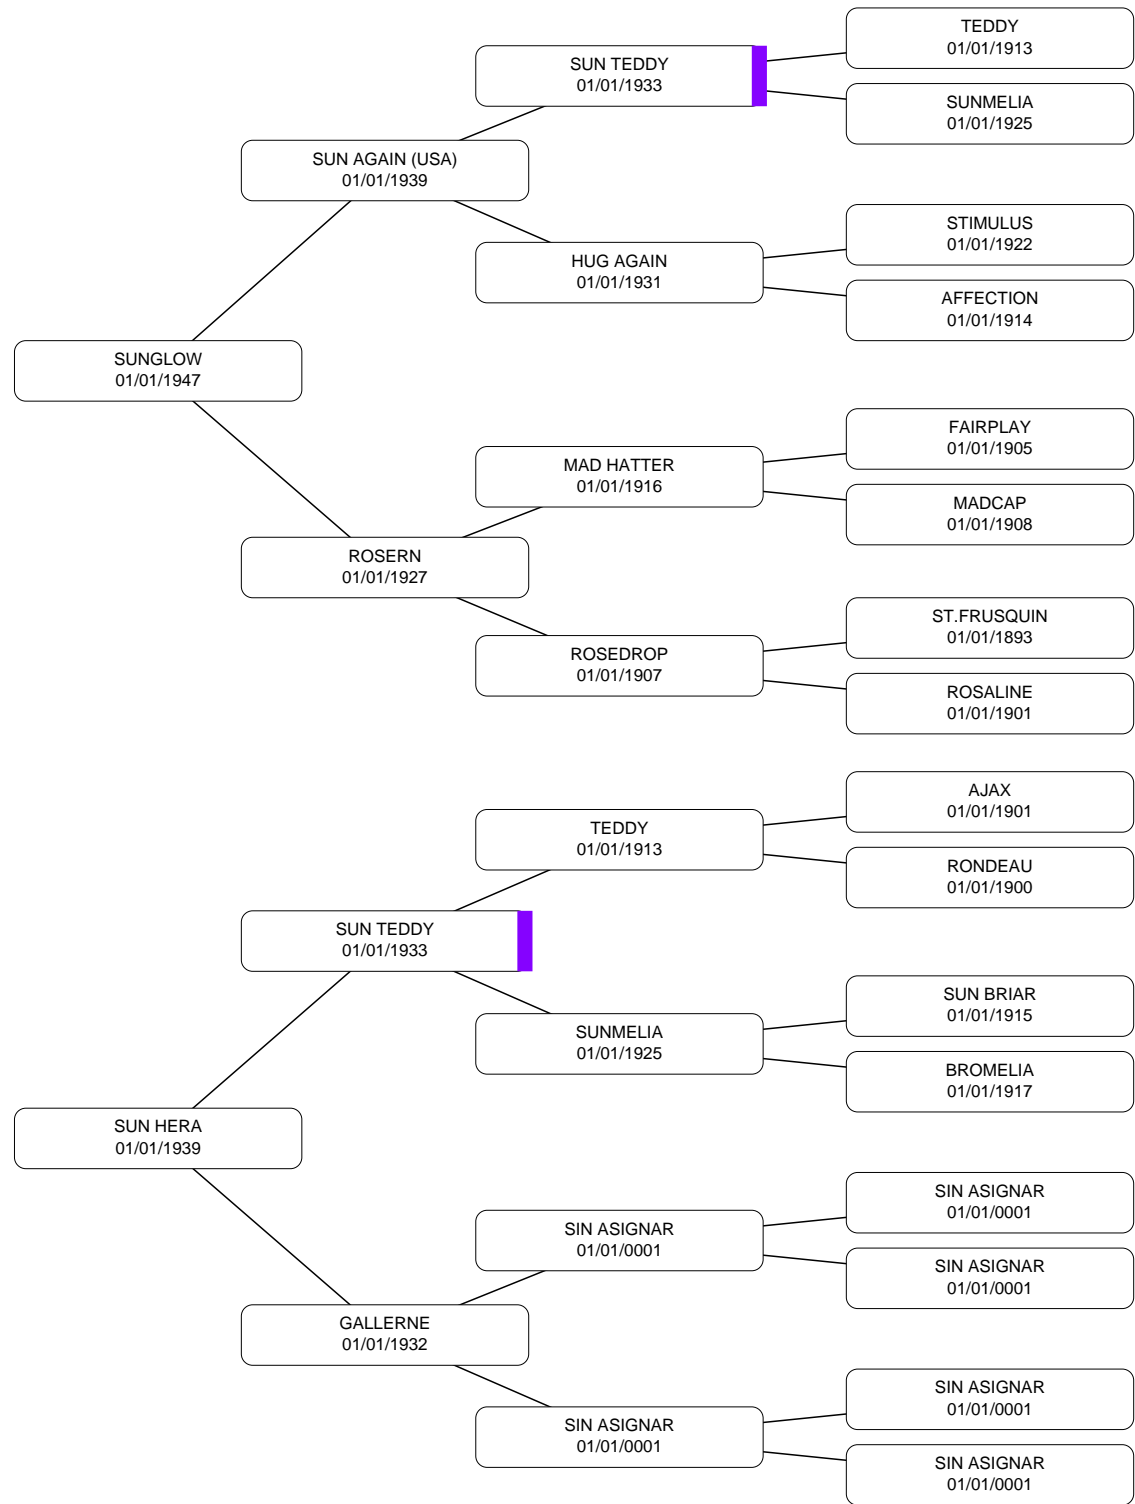 TEDDY
01/01/1913
SUN TEDDY
01/01/1933
SUNMELIA
01/01/1925
SUN AGAIN (USA)
01/01/1939
STIMULUS
01/01/1922
HUG AGAIN
01/01/1931
AFFECTION
01/01/1914
SUNGLOW
01/01/1947
FAIRPLAY
01/01/1905
MAD HATTER
01/01/1916
MADCAP
01/01/1908
ROSERN
01/01/1927
ST.FRUSQUIN
01/01/1893
ROSEDROP
01/01/1907
ROSALINE
01/01/1901
AJAX
01/01/1901
TEDDY
01/01/1913
RONDEAU
01/01/1900
SUN TEDDY
01/01/1933
SUN BRIAR
01/01/1915
SUNMELIA
01/01/1925
BROMELIA
01/01/1917
SUN HERA
01/01/1939
SIN ASIGNAR
01/01/0001
SIN ASIGNAR
01/01/0001
SIN ASIGNAR
01/01/0001
GALLERNE
01/01/1932
SIN ASIGNAR
01/01/0001
SIN ASIGNAR
01/01/0001
SIN ASIGNAR
01/01/0001